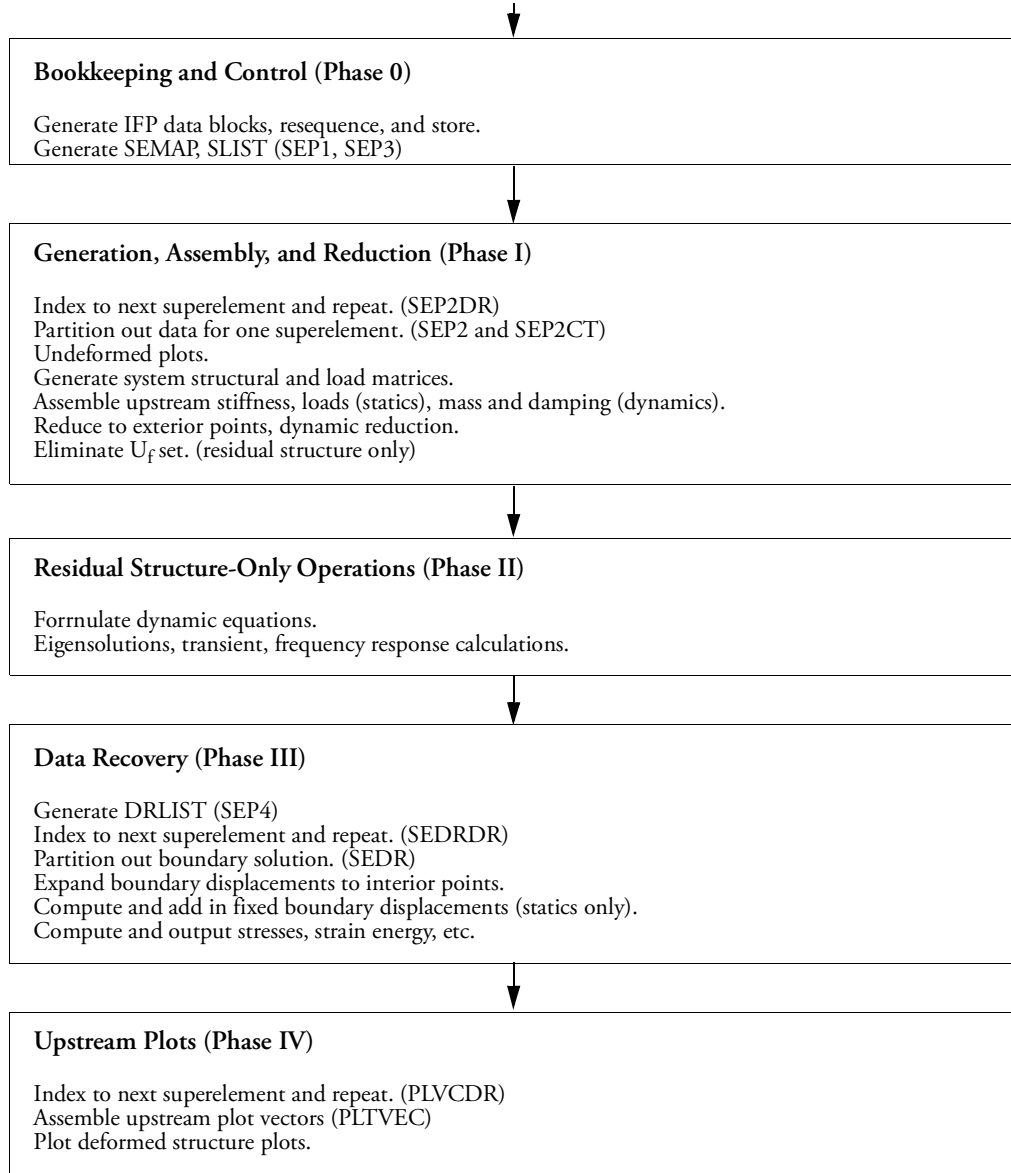 Bookkeeping and Control (Phase 0)
Generate IFP data blocks, resequence, and store.
Generate SEMAP, SLIST (SEP1, SEP3)
Generation, Assembly, and Reduction (Phase I)
Index to next superelement and repeat. (SEP2DR)
Partition out data for one superelement. (SEP2 and SEP2CT)
Undeformed plots.
Generate system structural and load matrices.
Assemble upstream stiffness, loads (statics), mass and damping (dynamics).
Reduce to exterior points, dynamic reduction.
Eliminate Uf set. (residual structure only)
Residual Structure-Only Operations (Phase II)
Forrnulate dynamic equations.
Eigensolutions, transient, frequency response calculations.
Data Recovery (Phase III)
Generate DRLIST (SEP4)
Index to next superelement and repeat. (SEDRDR)
Partition out boundary solution. (SEDR)
Expand boundary displacements to interior points.
Compute and add in fixed boundary displacements (statics only).
Compute and output stresses, strain energy, etc.
Upstream Plots (Phase IV)
Index to next superelement and repeat. (PLVCDR)
Assemble upstream plot vectors (PLTVEC)
Plot deformed structure plots.